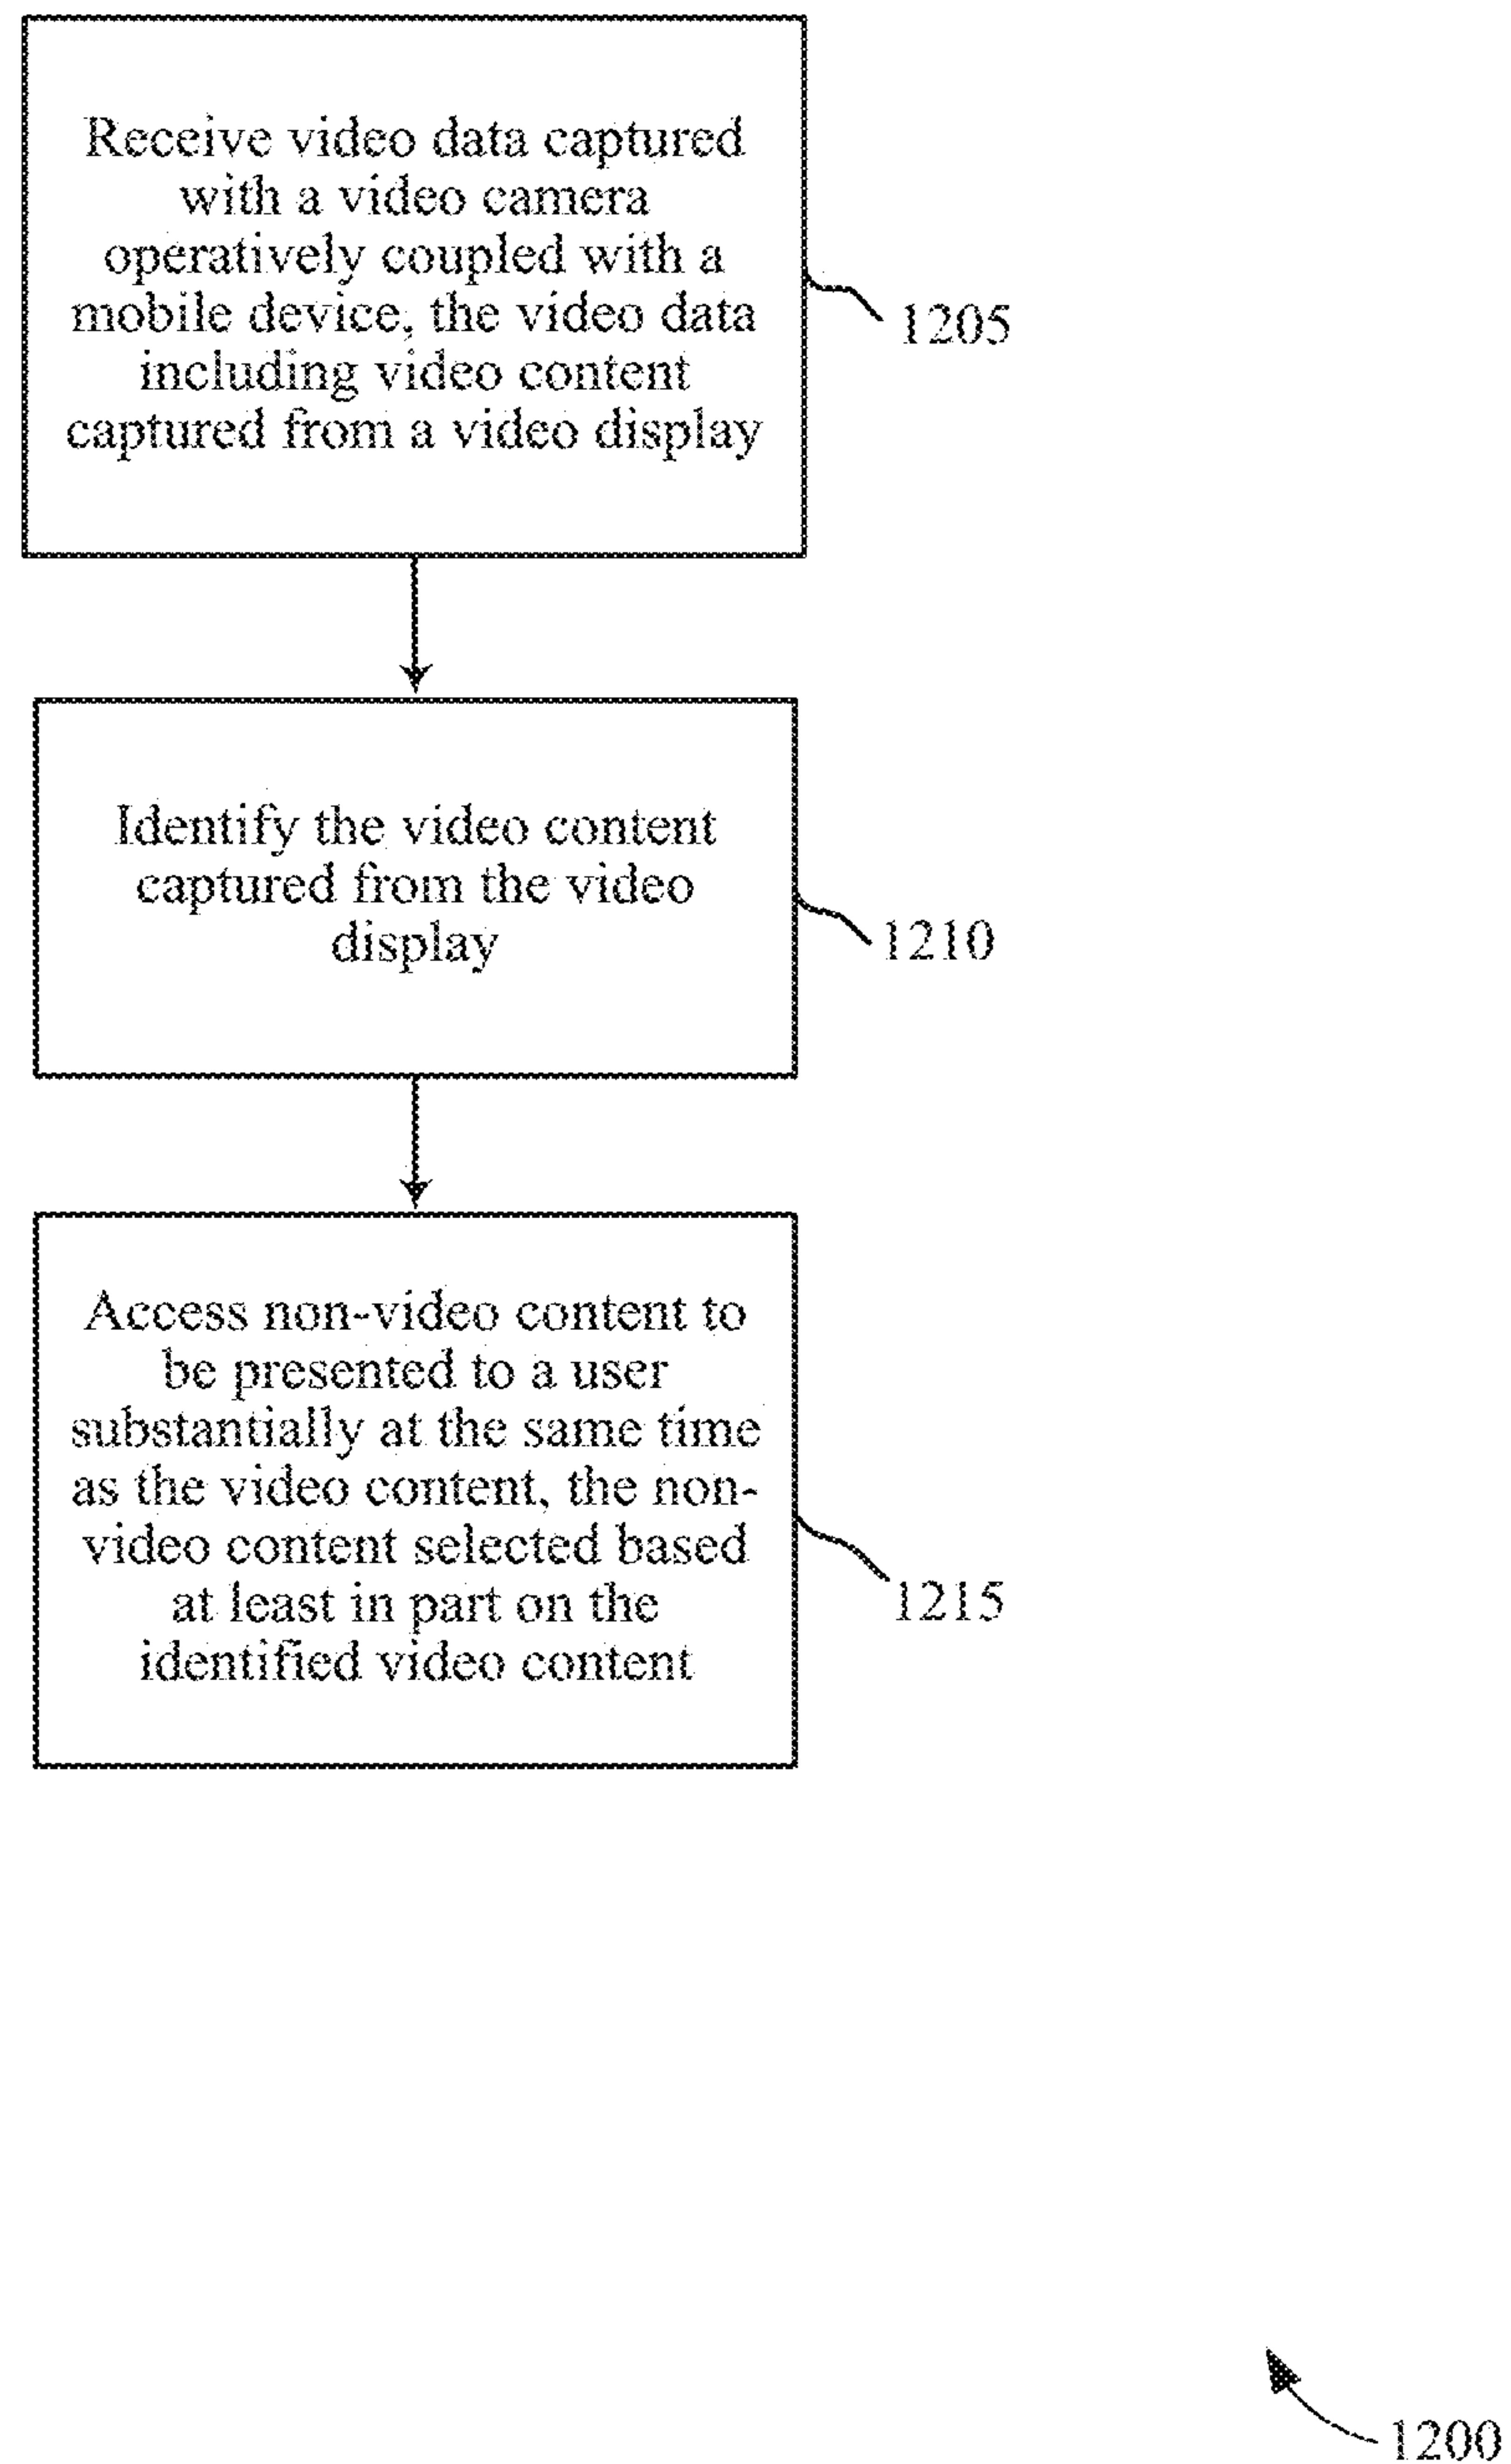 Receive video data captured
with a video camera
operatively coupled with a
mobile device, the video data
including video content
captured from a video display
1205
Identify the video content
captured from the video
display
1210
Access non-video content to
be presented to a user
substantially at the same time
as the video content, the non-
video content selected based
at least in part on the
identified video content
1215
1200